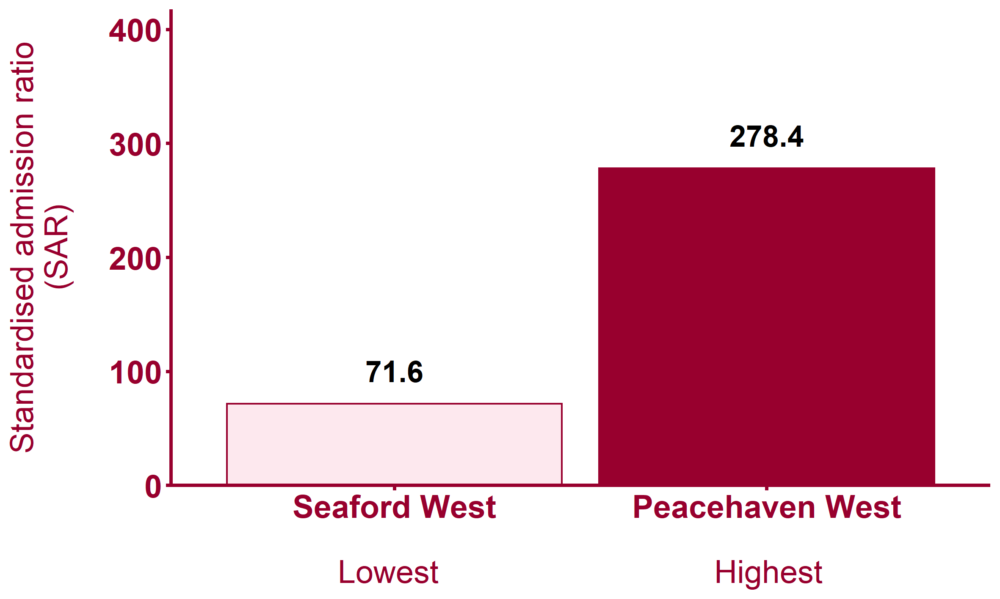 Standardised admission ratio
(SAR)
400
300
200
100
0
71.6
278.4
Seaford West
Peacehaven West
Lowest
Highest